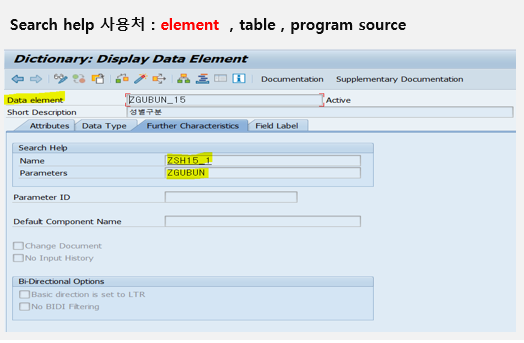 Search help 사용처 : element , table , program source
Dictionary: Display Data Element
Documentation Supplementary Documentation
Data element ZGUBUN_15 Active
Short Description 성별구분
Attributes Data Type Further Characteristics Field Label
Search Help
Name ZSH15_1
Parameters ZGUBUN
Parameter ID
Default Component Name
Change Document
No Input History
Bi-Directional Options
Basic direction is set to LTR
No BIDI Filtering